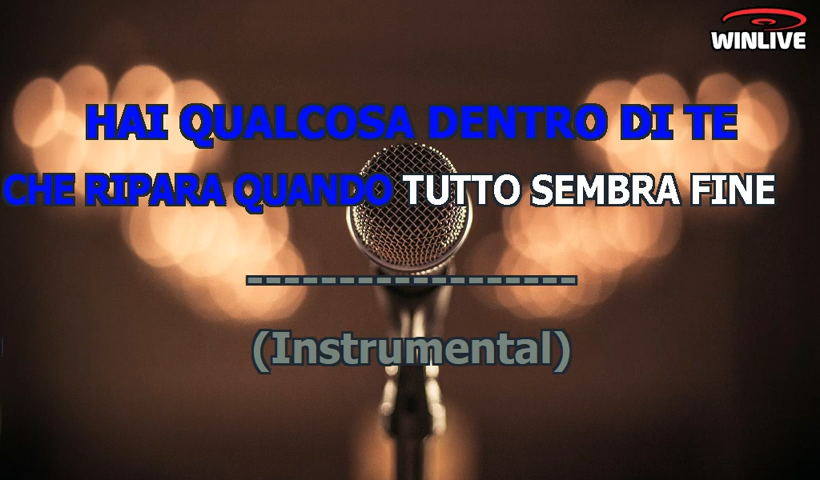 WINLIVE
HAI QUALCOSA DENTRO DI TE
CHE RIPARA QUANDO TUTTO SEMBRA FINE
-------------------
(Instrumental)